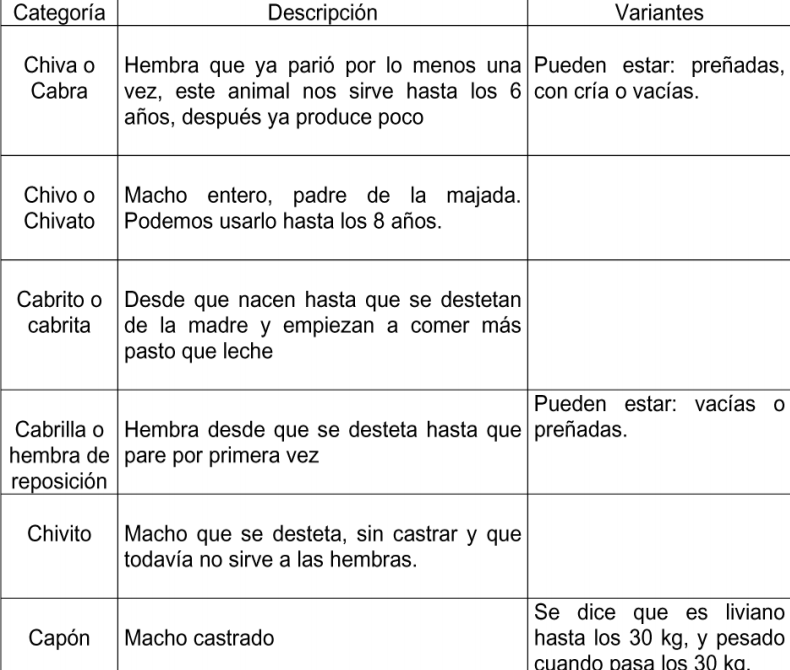 Categoría Descripción Variantes
Chiva o Cabra
Hembra que ya parió por lo menos una
vez, este animal nos sirve hasta los 6
años, después ya produce poco
Pueden estar: preñadas,
con cría o vacías.
Chivo o
Chivato
Macho entero, padre de la majada.
Podemos usarlo hasta los 8 años.
Cabrito o
cabrita
Desde que nacen hasta que se destetan
de la madre y empiezan a comer más
pasto que leche
Cabrilla o
hembra de
reposición
Hembra desde que se desteta hasta que
pare por primera vez
Pueden estar: vacías o
preñadas.
Chivito
Macho que se desteta, sin castrar y que
todavía no sirve a las hembras.
Capón
Macho castrado
Se dice que es liviano
hasta los 30 kg, y pesado
cuando pasa los 30 kg.